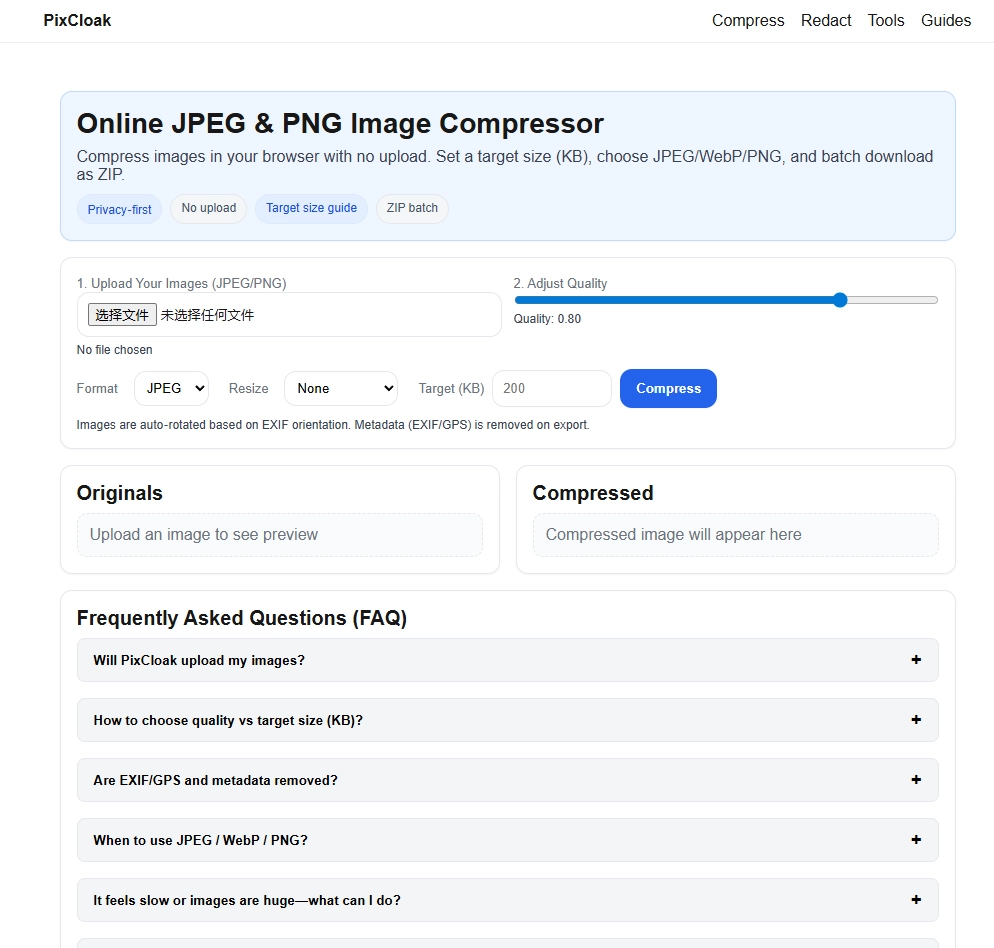 PixCloak
Compress Redact Tools Guides
Online JPEG & PNG Image Compressor
Compress images in your browser with no upload. Set a target size (KB), choose JPEG/WebP/PNG, and batch download
as ZIP.
Privacy-first No upload Target size guide ZIP batch
1. Upload Your Images (JPEG/PNG)
选择文件 未选择任何文件
No file chosen
2. Adjust Quality
Quality: 0.80
Format JPEG Resize None Target (KB) 200 Compress
Images are auto-rotated based on EXIF orientation. Metadata (EXIF/GPS) is removed on export.
Originals
Upload an image to see preview
Compressed
Compressed image will appear here
Frequently Asked Questions (FAQ)
Will PixCloak upload my images? +
How to choose quality vs target size (KB)? +
Are EXIF/GPS and metadata removed? +
When to use JPEG / WebP / PNG? +
It feels slow or images are huge—what can I do? +